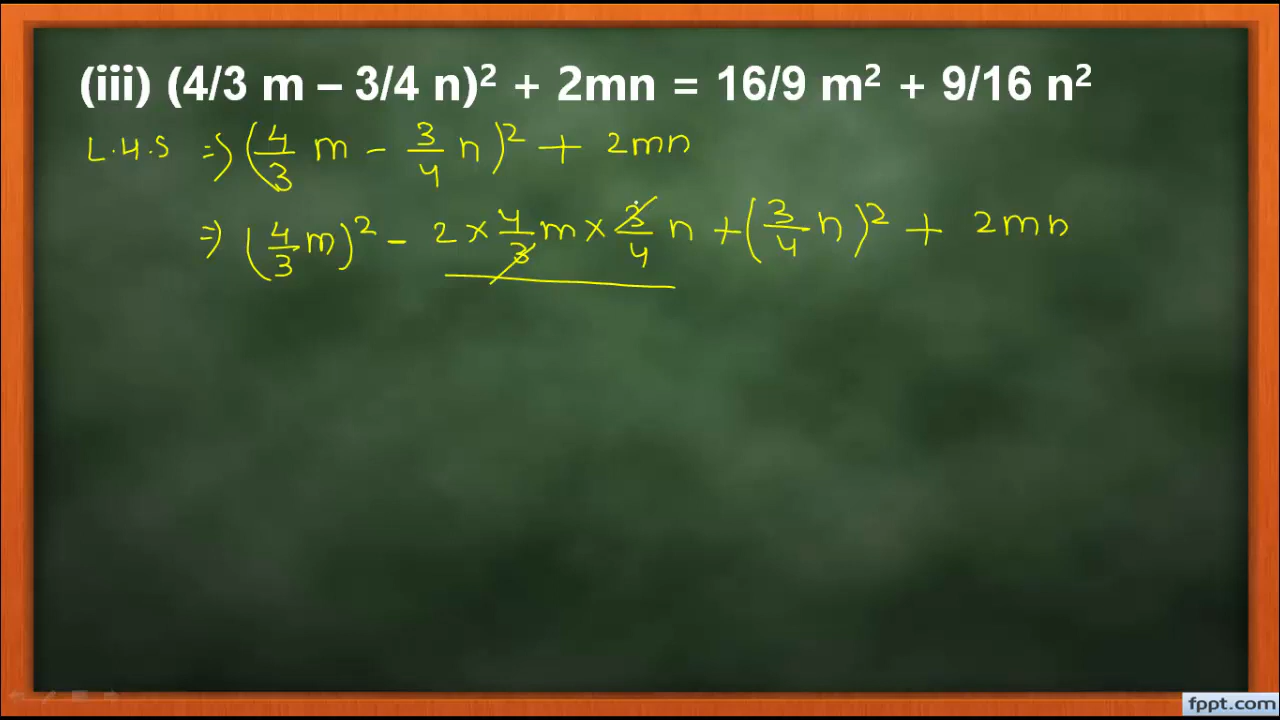 (iii) (4/3 m – 3/4 n)² + 2mn = 16/9 m² + 9/16 n²
L.H.S ⇒ (4/3 m - 3/4 n)² + 2mn
⇒ (4/3 m)² - 2 × 4/3 m × 3/4 n + (3/4 n)² + 2mn
fppt.com